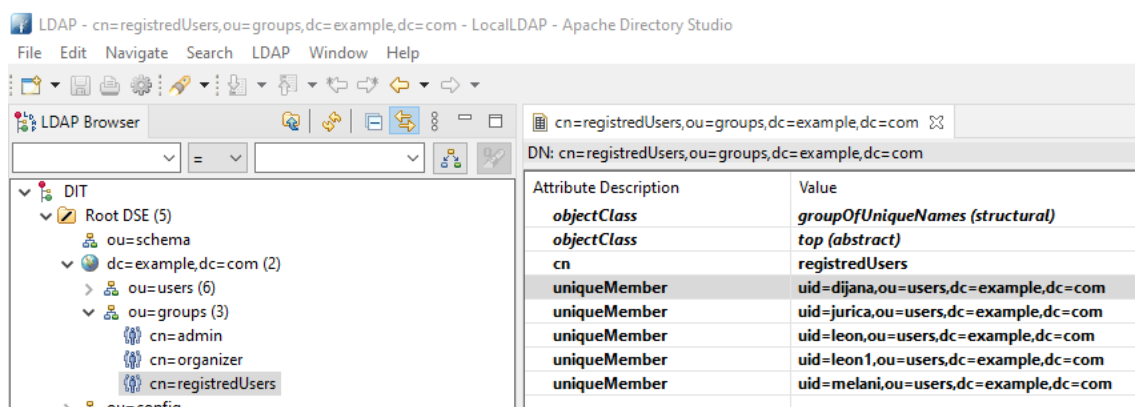 LDAP - cn=registredUsers,ou=groups,dc=example,dc=com - LocalLDAP - Apache Directory Studio
File Edit Navigate Search LDAP Window Help
LDAP Browser
cn=registredUsers,ou=groups,dc=example,dc=com
=
DN: cn=registredUsers,ou=groups,dc=example,dc=com
DIT
Root DSE (5)
ou=schema
dc=example,dc=com (2)
ou=users (6)
ou=groups (3)
cn=admin
cn=organizer
cn=registredUsers
ou=config
Attribute Description Value
objectClass groupOfUniqueNames (structural)
objectClass top (abstract)
cn registredUsers
uniqueMember uid=dijana,ou=users,dc=example,dc=com
uniqueMember uid=jurica,ou=users,dc=example,dc=com
uniqueMember uid=leon,ou=users,dc=example,dc=com
uniqueMember uid=leon1,ou=users,dc=example,dc=com
uniqueMember uid=melani,ou=users,dc=example,dc=com